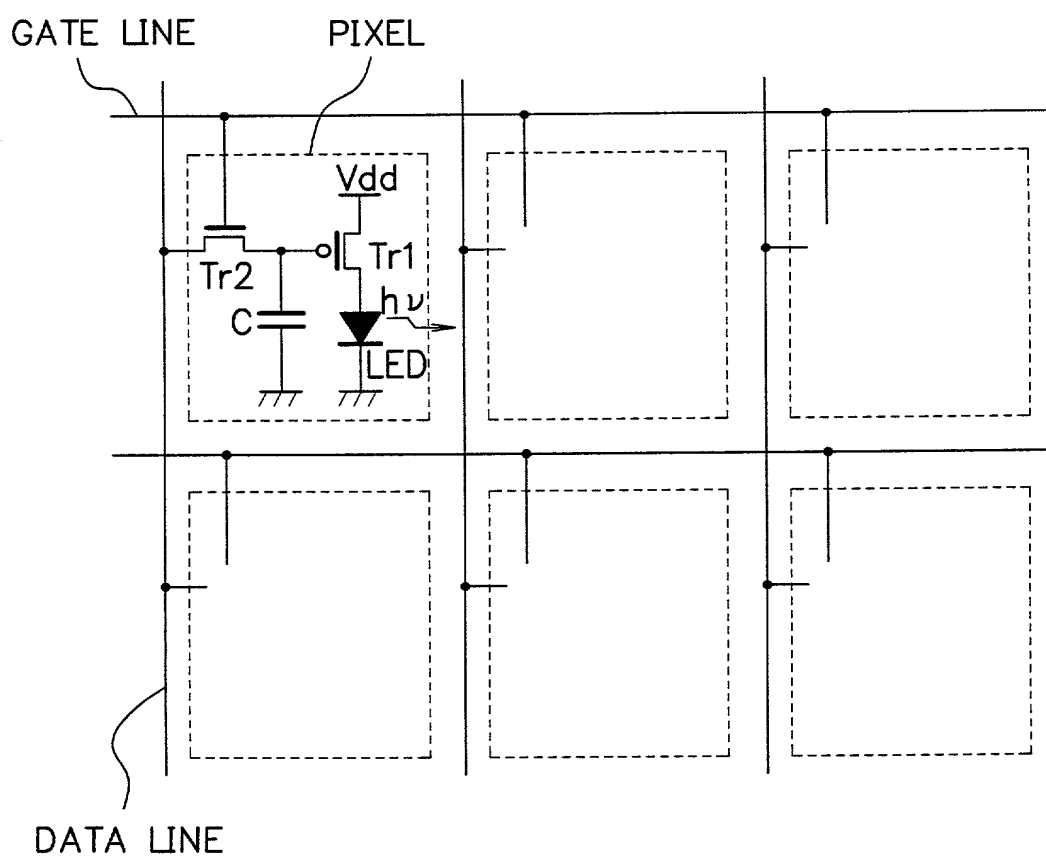 GATE LINE
PIXEL
Vdd
Tr2
Tr1
hν
C
LED
DATA LINE